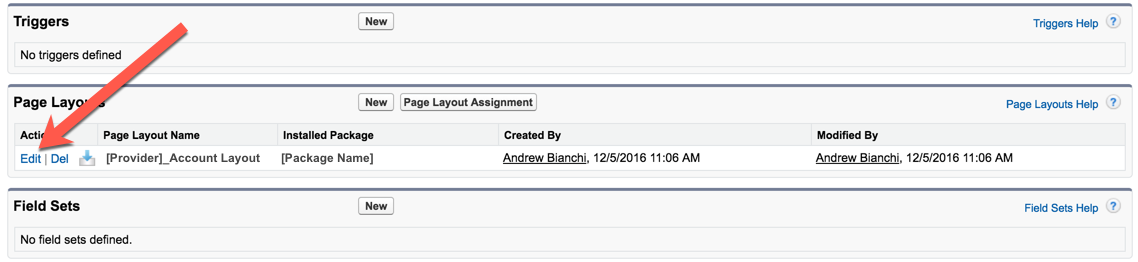 Triggers New Triggers Help ?
No triggers defined
Page Layouts New Page Layout Assignment Page Layouts Help ?
Action Page Layout Name Installed Package Created By Modified By
Edit | Del [Provider]_Account Layout [Package Name] Andrew Bianchi, 12/5/2016 11:06 AM Andrew Bianchi, 12/5/2016 11:06 AM
Field Sets New Field Sets Help ?
No field sets defined.